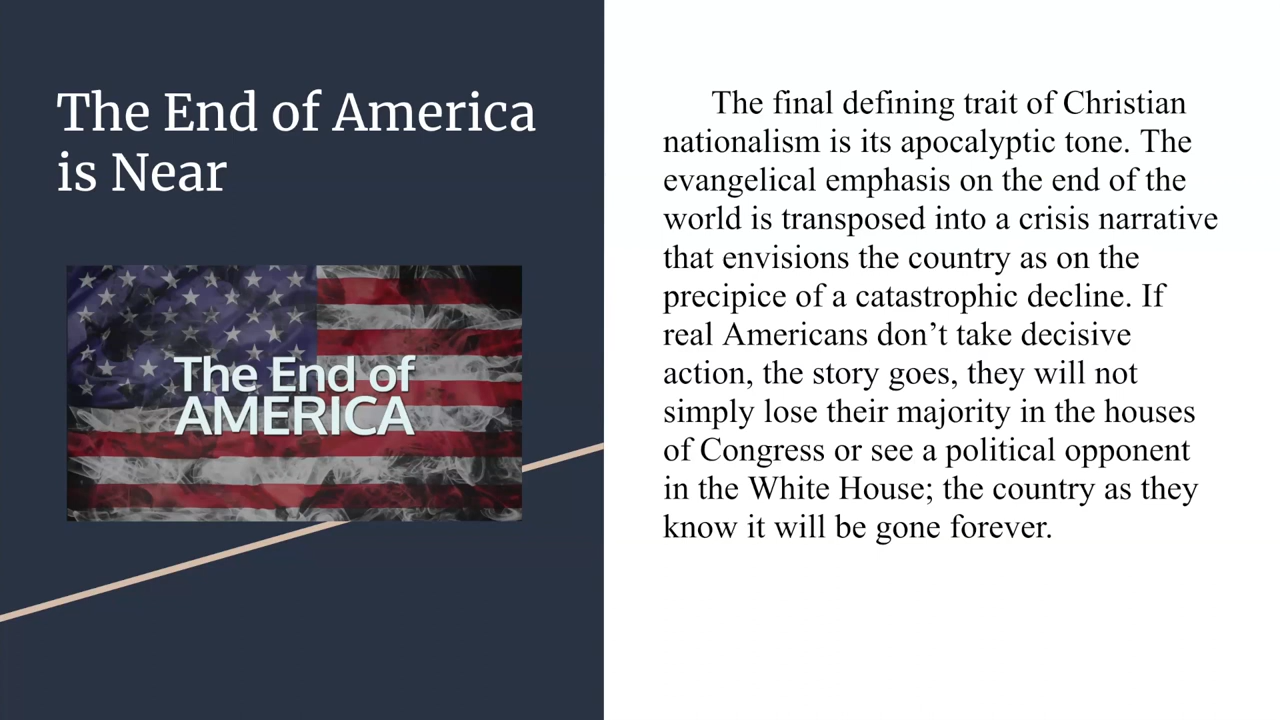 The End of America
is Near
The End of
AMERICA
The final defining trait of Christian
nationalism is its apocalyptic tone. The
evangelical emphasis on the end of the
world is transposed into a crisis narrative
that envisions the country as on the
precipice of a catastrophic decline. If
real Americans don’t take decisive
action, the story goes, they will not
simply lose their majority in the houses
of Congress or see a political opponent
in the White House; the country as they
know it will be gone forever.